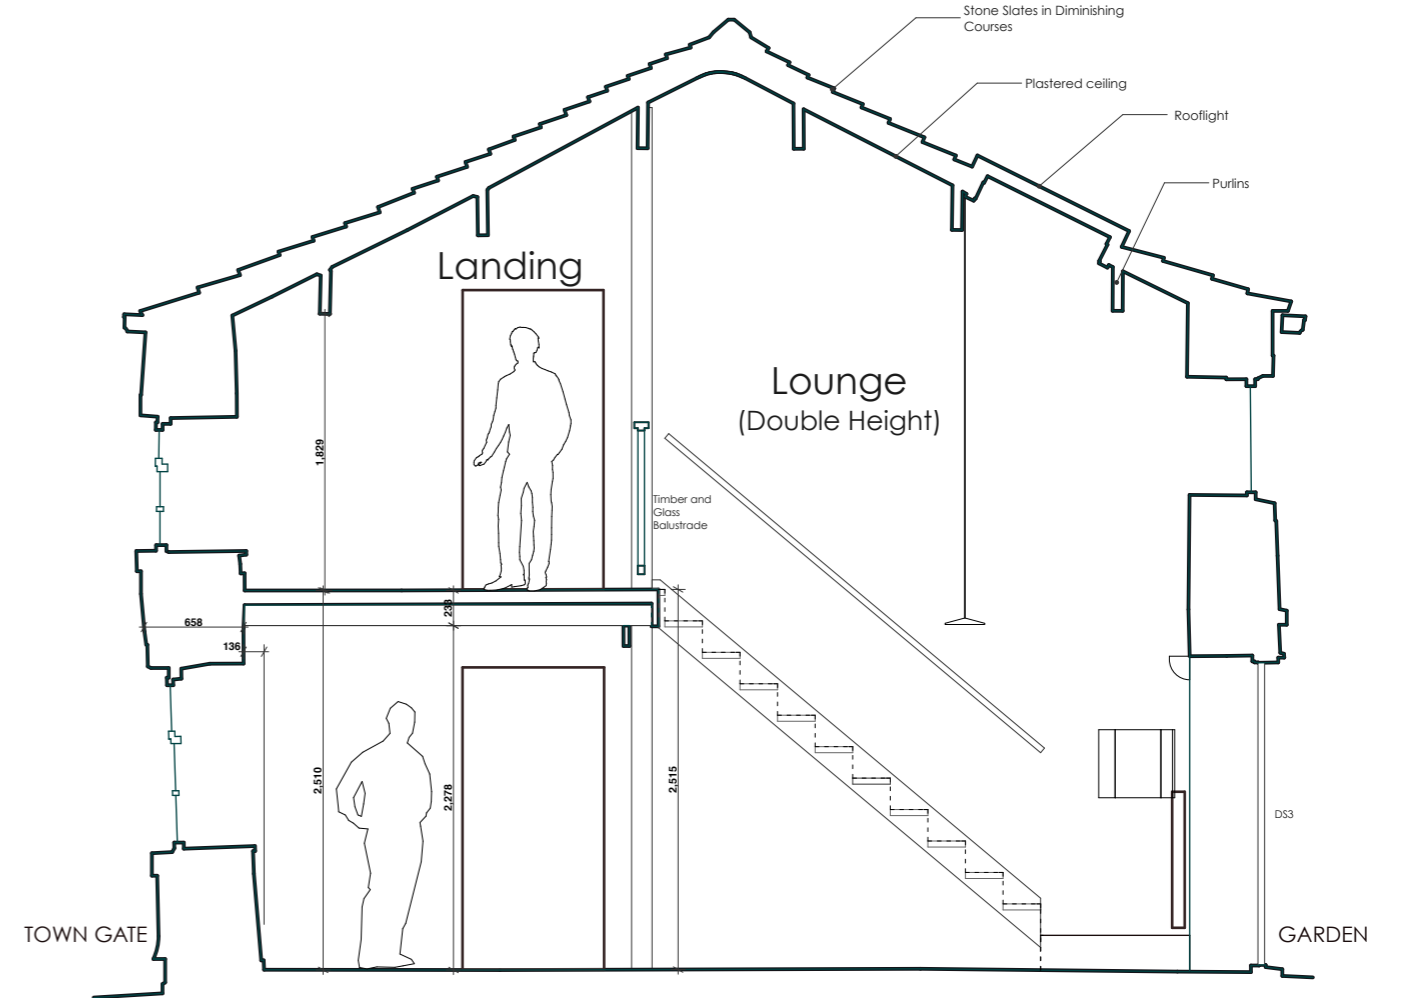 Stone Slates in Diminishing
Courses
Plastered ceiling
Rooflight
Purlins
Landing
Lounge
(Double Height)
1,829
Timber and
Glass
Balustrade
233
658
136
2,510
2,278
2,515
DS3
TOWN GATE
GARDEN